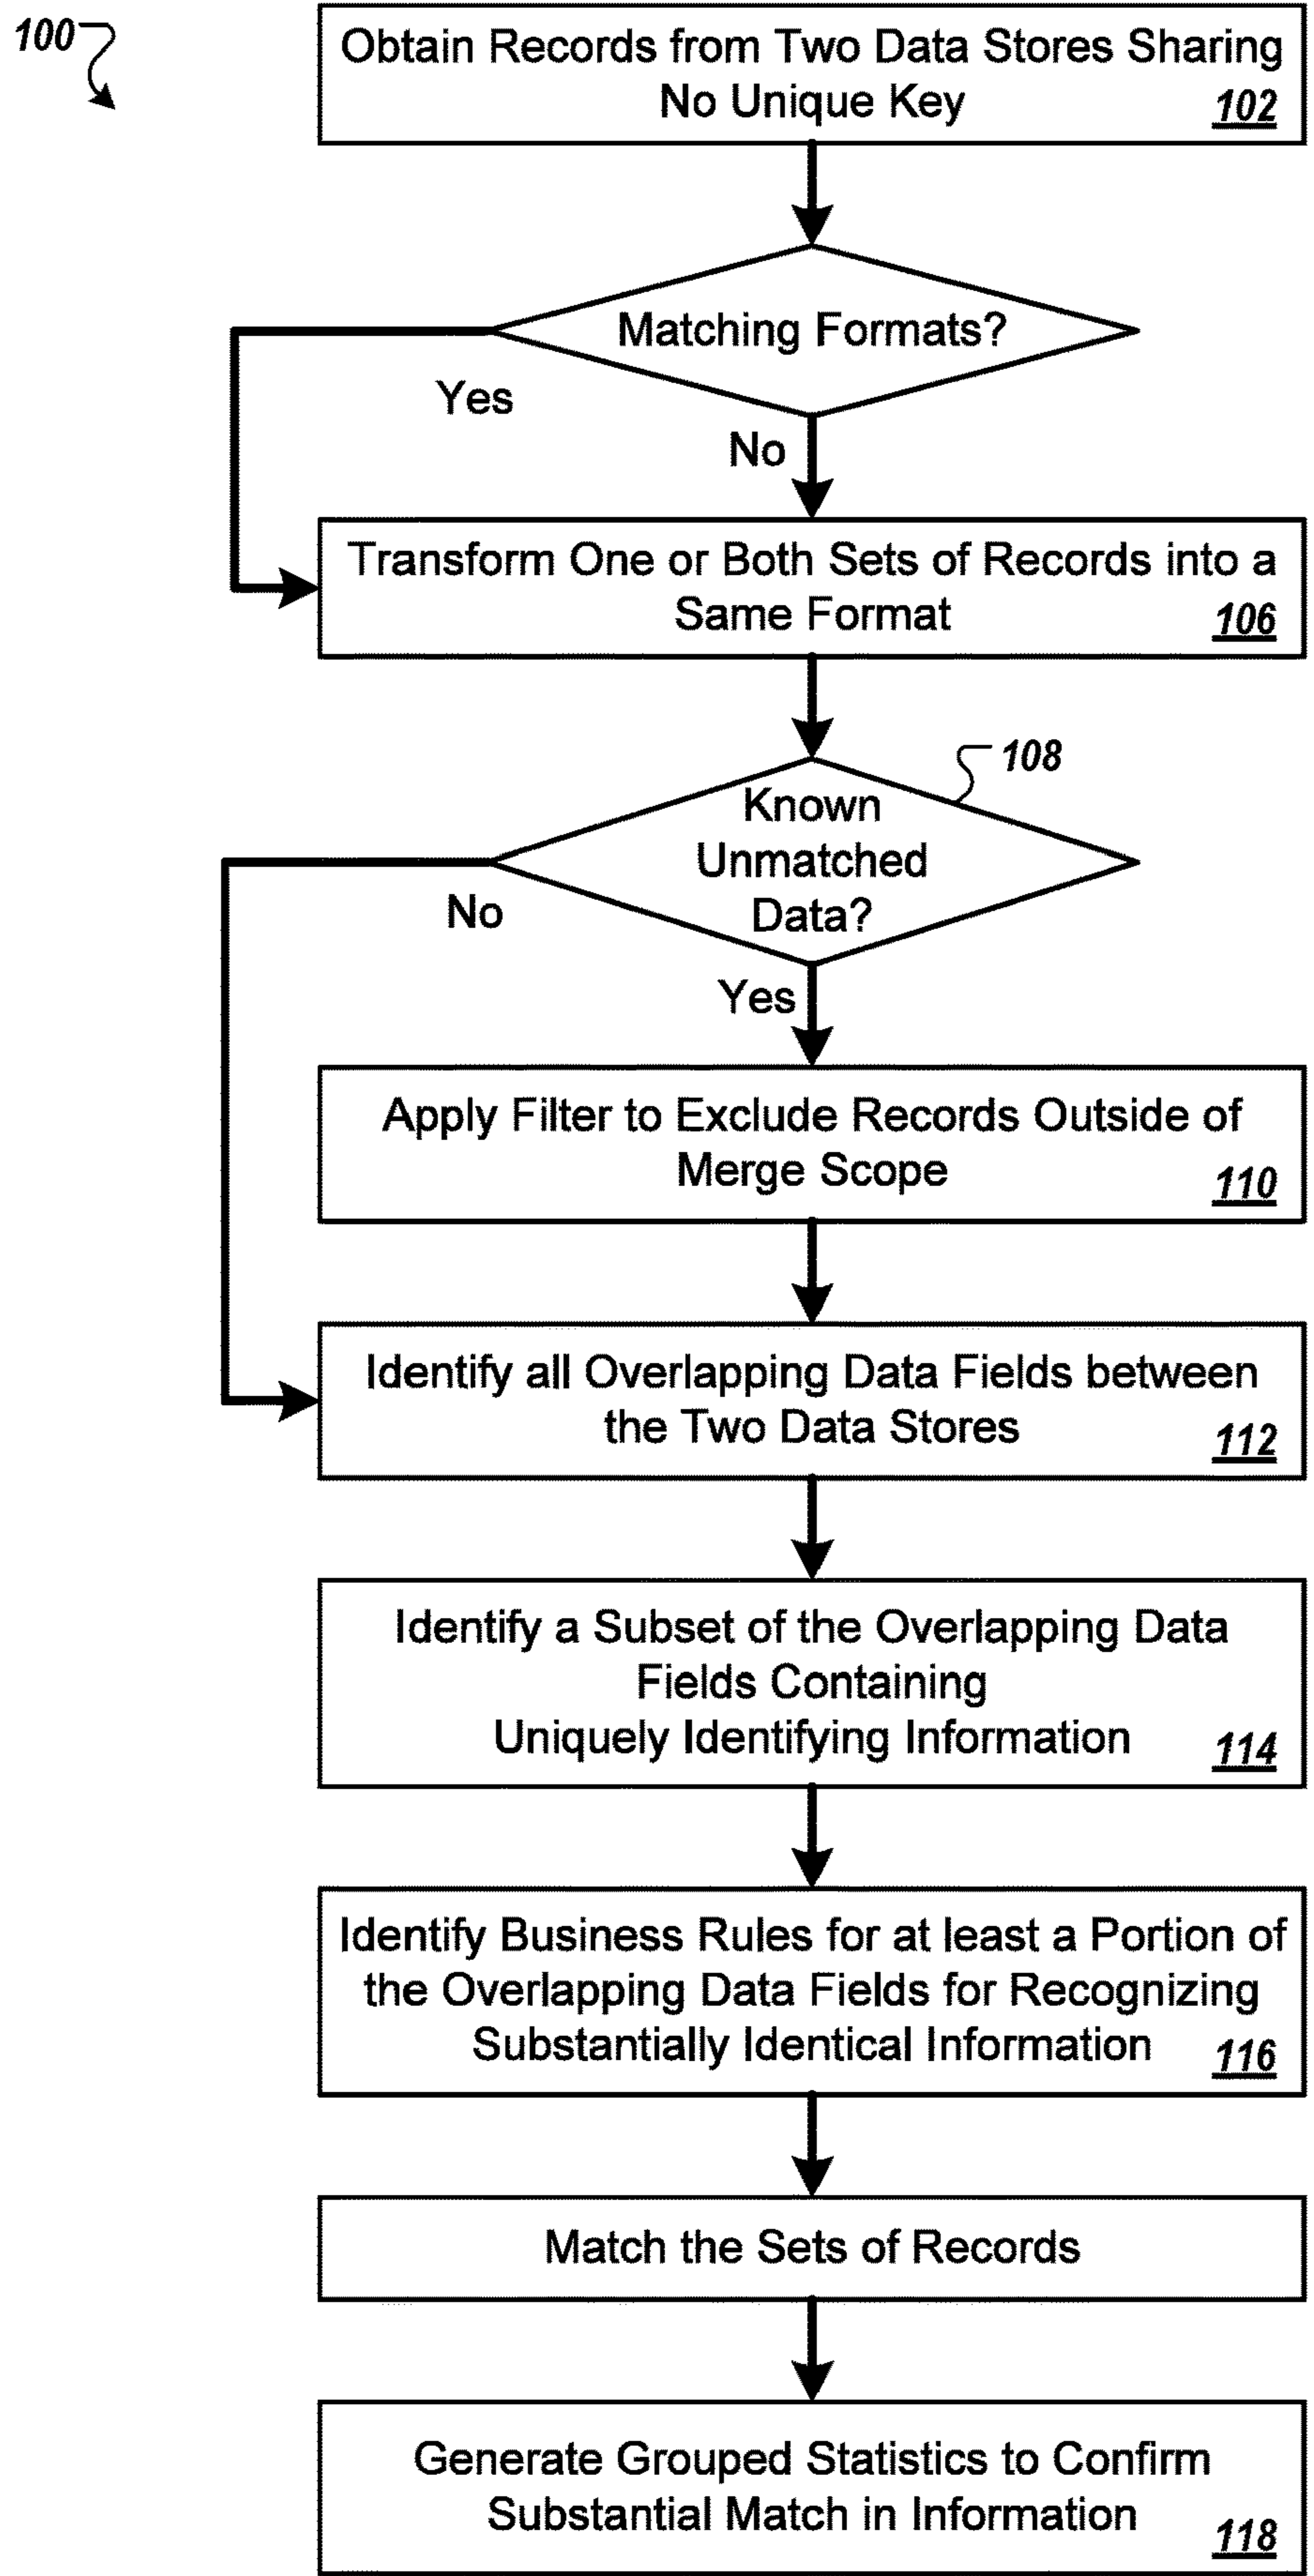 100
Obtain Records from Two Data Stores Sharing
No Unique Key
102
Matching Formats?
Yes
No
Transform One or Both Sets of Records into a
Same Format
106
108
Known
Unmatched
Data?
No
Yes
Apply Filter to Exclude Records Outside of
Merge Scope
110
Identify all Overlapping Data Fields between
the Two Data Stores
112
Identify a Subset of the Overlapping Data
Fields Containing
Uniquely Identifying Information
114
Identify Business Rules for at least a Portion of
the Overlapping Data Fields for Recognizing
Substantially Identical Information
116
Match the Sets of Records
Generate Grouped Statistics to Confirm
Substantial Match in Information
118